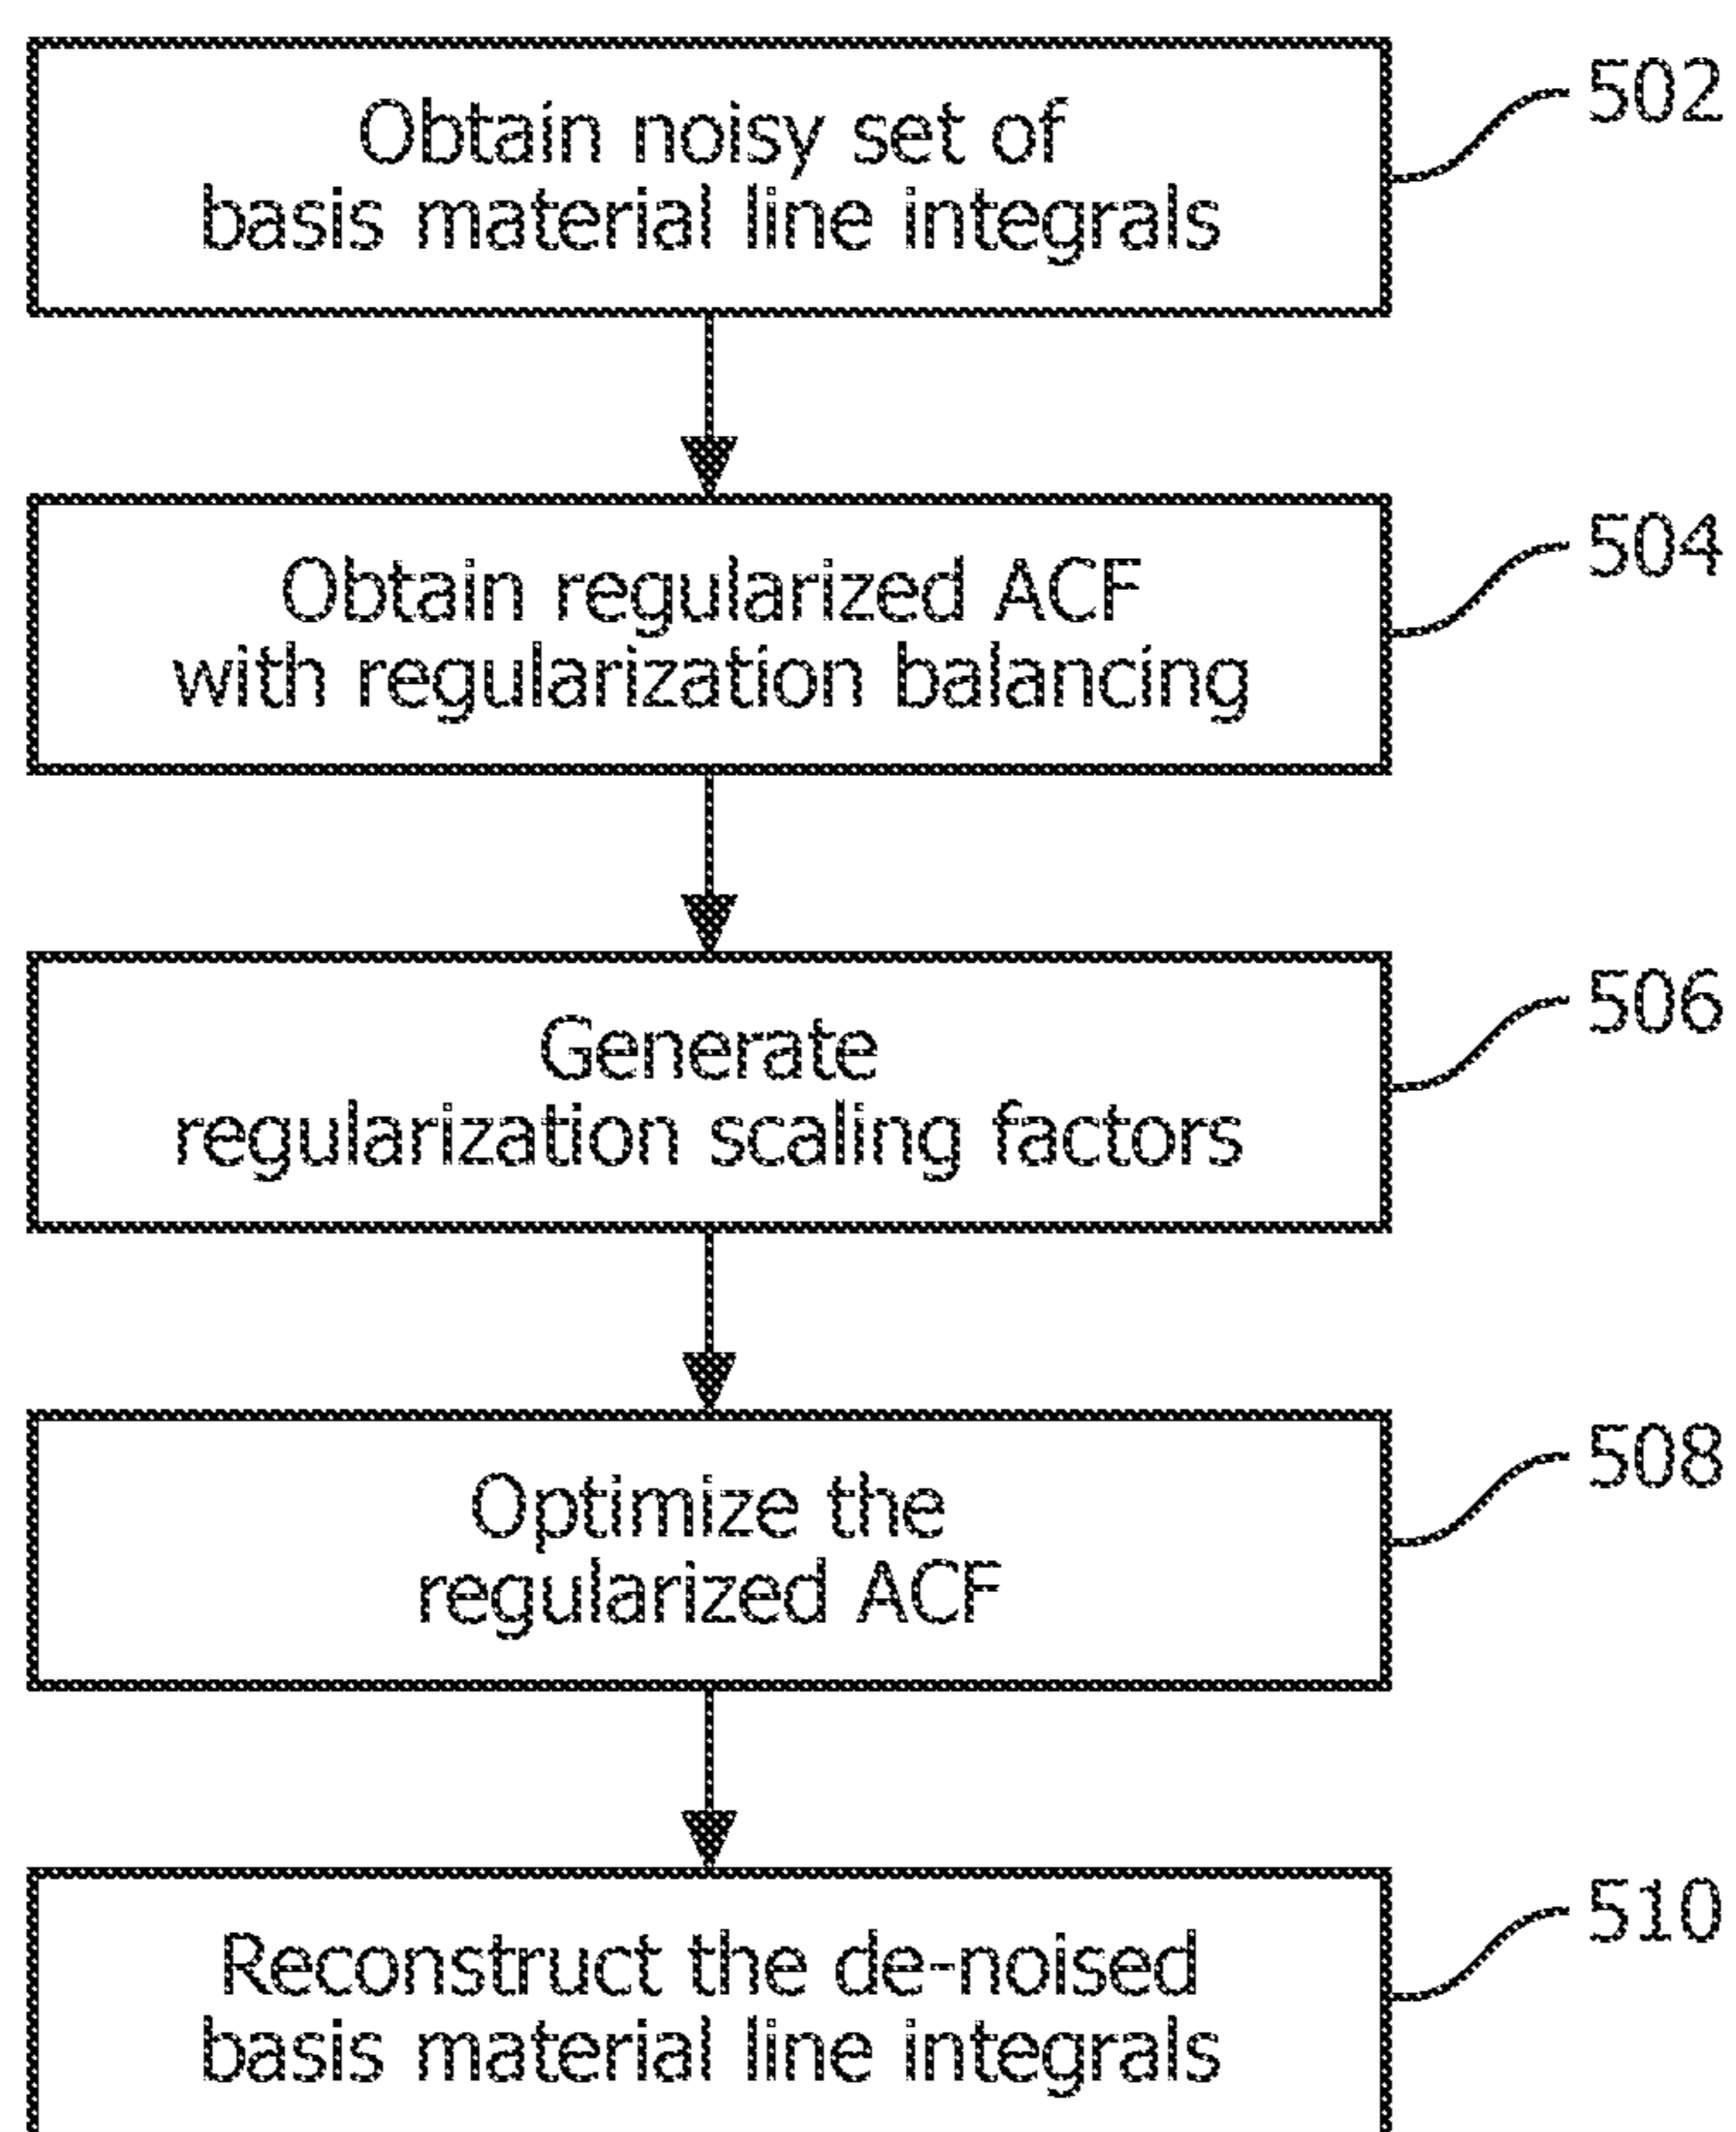 Obtain noisy set of
basis material line integrals
502
Obtain regularized ACF
with regularization balancing
504
Generate
regularization scaling factors
506
Optimize the
regularized ACF
508
Reconstruct the de-noised
basis material line integrals
510